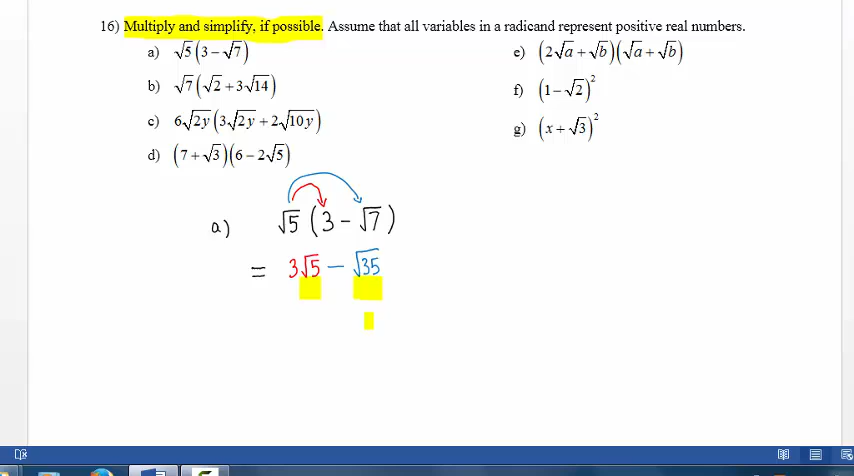 16) Multiply and simplify, if possible. Assume that all variables in a radicand represent positive real numbers.
a) √5(3−√7)
b) √7(√2+3√14)
c) 6√2y(3√2y+2√10y)
d) (7+√3)(6−2√5)
e) (2√a+√b)(√a+√b)
f) (1−√2)²
g) (x+√3)²
a) √5(3−√7)
= 3√5 − √35